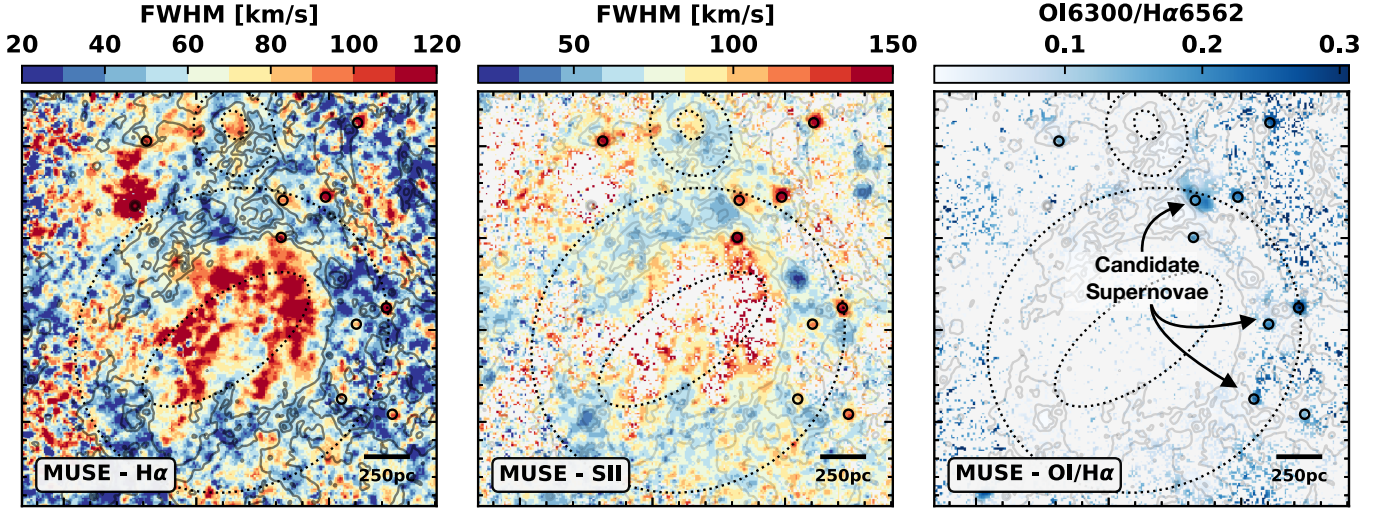 FWHM [km/s]
20 40 60 80 100 120
MUSE - Hα
250pc
FWHM [km/s]
50 100 150
MUSE - SII
250pc
OI6300/Hα6562
0.1 0.2 0.3
Candidate
Supernovae
MUSE - OI/Hα
250pc